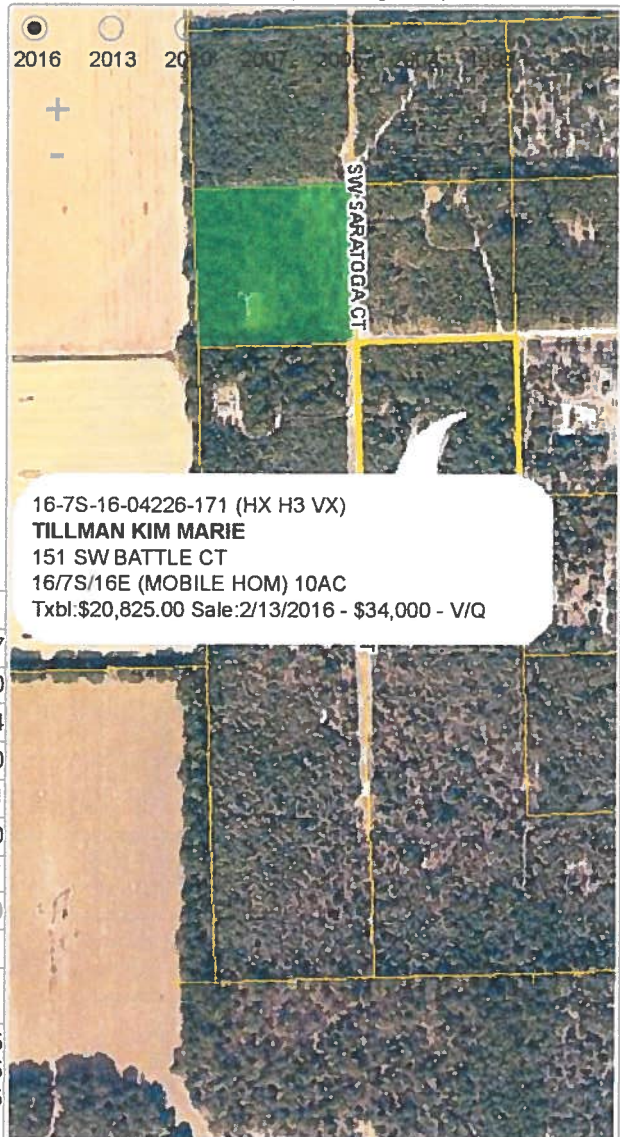 2016 2013
SW SARATOGA CT
16-7S-16-04226-171 (HX H3 VX)
TILLMAN KIM MARIE
151 SW BATTLE CT
16/7S/16E (MOBILE HOM) 10AC
Txbl:$20,825.00 Sale:2/13/2016 - $34,000 - V/Q